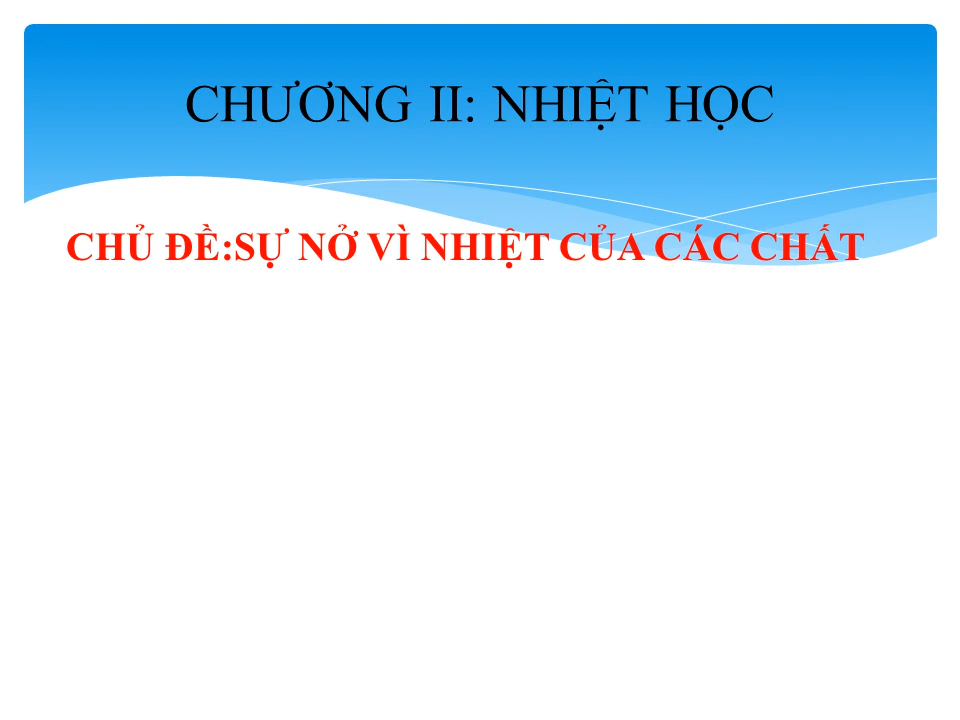 CHƯƠNG II: NHIỆT HỌC
CHỦ ĐỀ:SỰ NỞ VÌ NHIỆT CỦA CÁC CHẤT